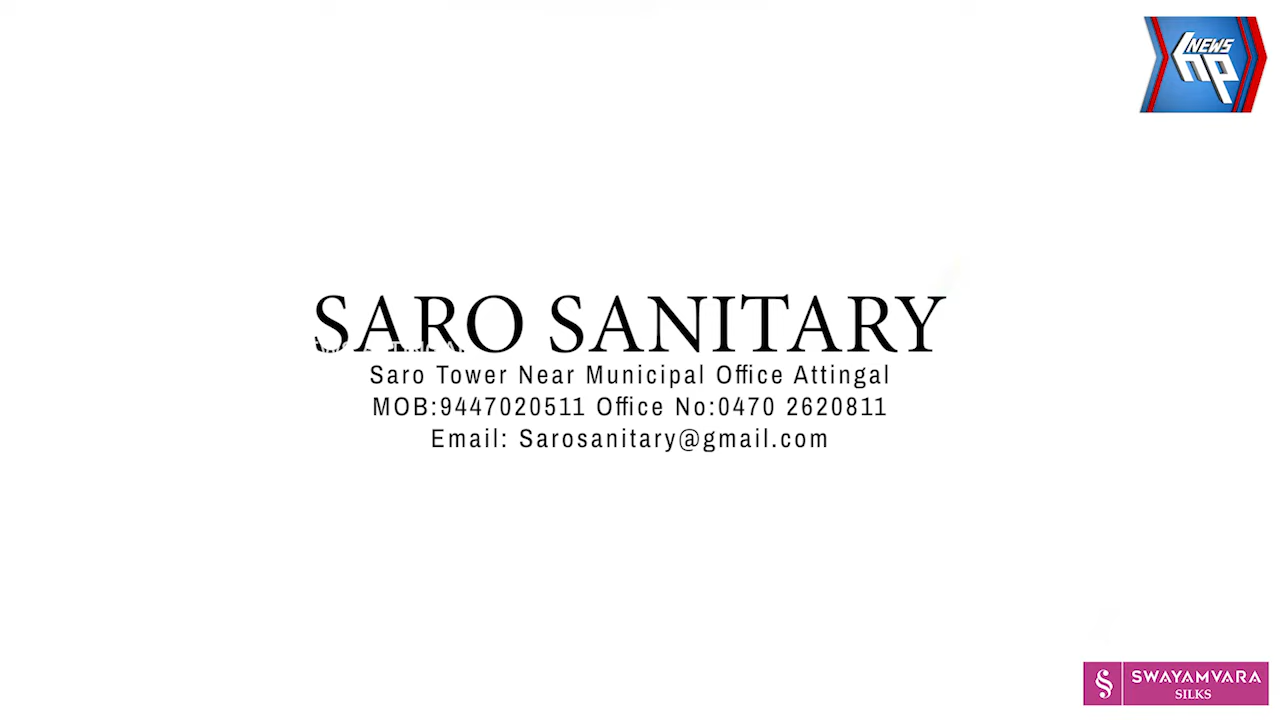 NEWS
hp
SARO SANITARY
Saro Tower Near Municipal Office Attingal
MOB:9447020511 Office No:0470 2620811
Email: Sarosanitary@gmail.com
SWAYAMVARA
SILKS